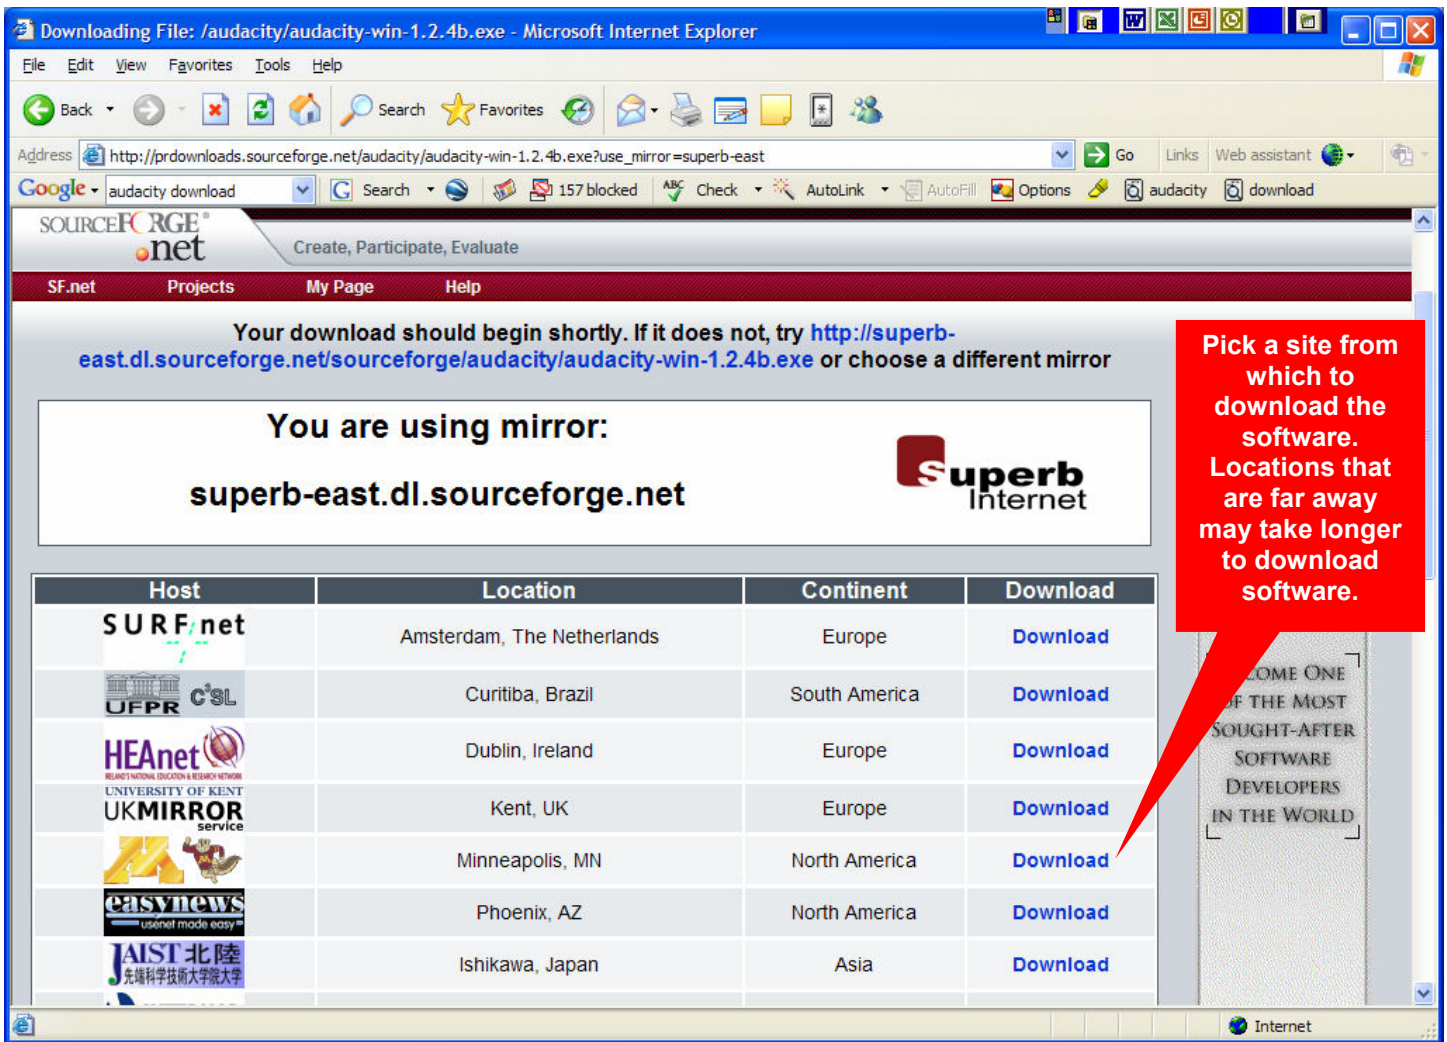 Downloading File: /audacity/audacity-win-1.2.4b.exe - Microsoft Internet Explorer
File Edit View Favorites Tools Help
Back Search Favorites
Address http://prdownloads.sourceforge.net/audacity/audacity-win-1.2.4b.exe?use_mirror=superb-east Go Links Web assistant
Google audacity download G Search 157 blocked ABC Check AutoLink AutoFill Options audacity download
SOURCEFORGE®
.net
Create, Participate, Evaluate
SF.net Projects My Page Help
Your download should begin shortly. If it does not, try http://superb-
east.dl.sourceforge.net/sourceforge/audacity/audacity-win-1.2.4b.exe or choose a different mirror
You are using mirror:
superb-east.dl.sourceforge.net
Superb
Internet
Pick a site from
which to
download the
software.
Locations that
are far away
may take longer
to download
software.
Host Location Continent Download
SURFnet Amsterdam, The Netherlands Europe Download
UFPR C³SL Curitiba, Brazil South America Download
HEAnet Dublin, Ireland Europe Download
IRELAND'S NATIONAL EDUCATION & RESEARCH NETWORK
UNIVERSITY OF KENT
UKMIRROR Kent, UK Europe Download
service
M Minneapolis, MN North America Download
easynews Phoenix, AZ North America Download
usenet made easy
JAIST 北陸 Ishikawa, Japan Asia Download
先端科学技術大学院大学
COME ONE
OF THE MOST
SOUGHT-AFTER
SOFTWARE
DEVELOPERS
IN THE WORLD
Internet